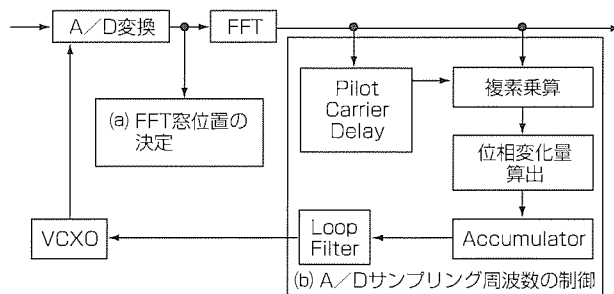 A／D変換
FFT
(a) FFT窓位置の
決定
Pilot
Carrier
Delay
複素乗算
位相変化量
算出
VCXO
Loop
Filter
Accumulator
(b) A／Dサンプリング周波数の制御